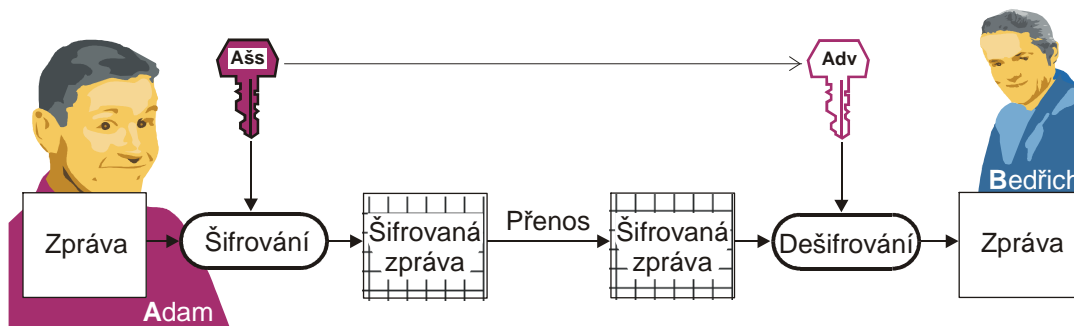 Ašs
Adv
Zpráva
Šifrování
Šifrovaná
zpráva
Přenos
Šifrovaná
zpráva
Dešifrování
Zpráva
Adam
Bedřich